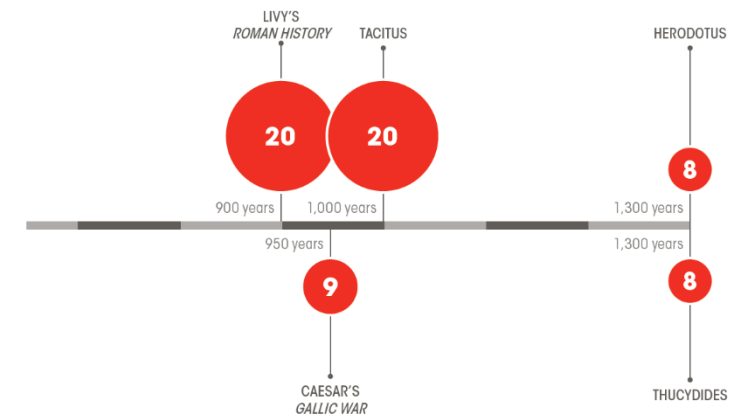 LIVY'S
ROMAN HISTORY
TACITUS
HERODOTUS
20
20
8
900 years
1,000 years
1,300 years
950 years
1,300 years
9
8
CAESAR'S
GALLIC WAR
THUCYDIDES